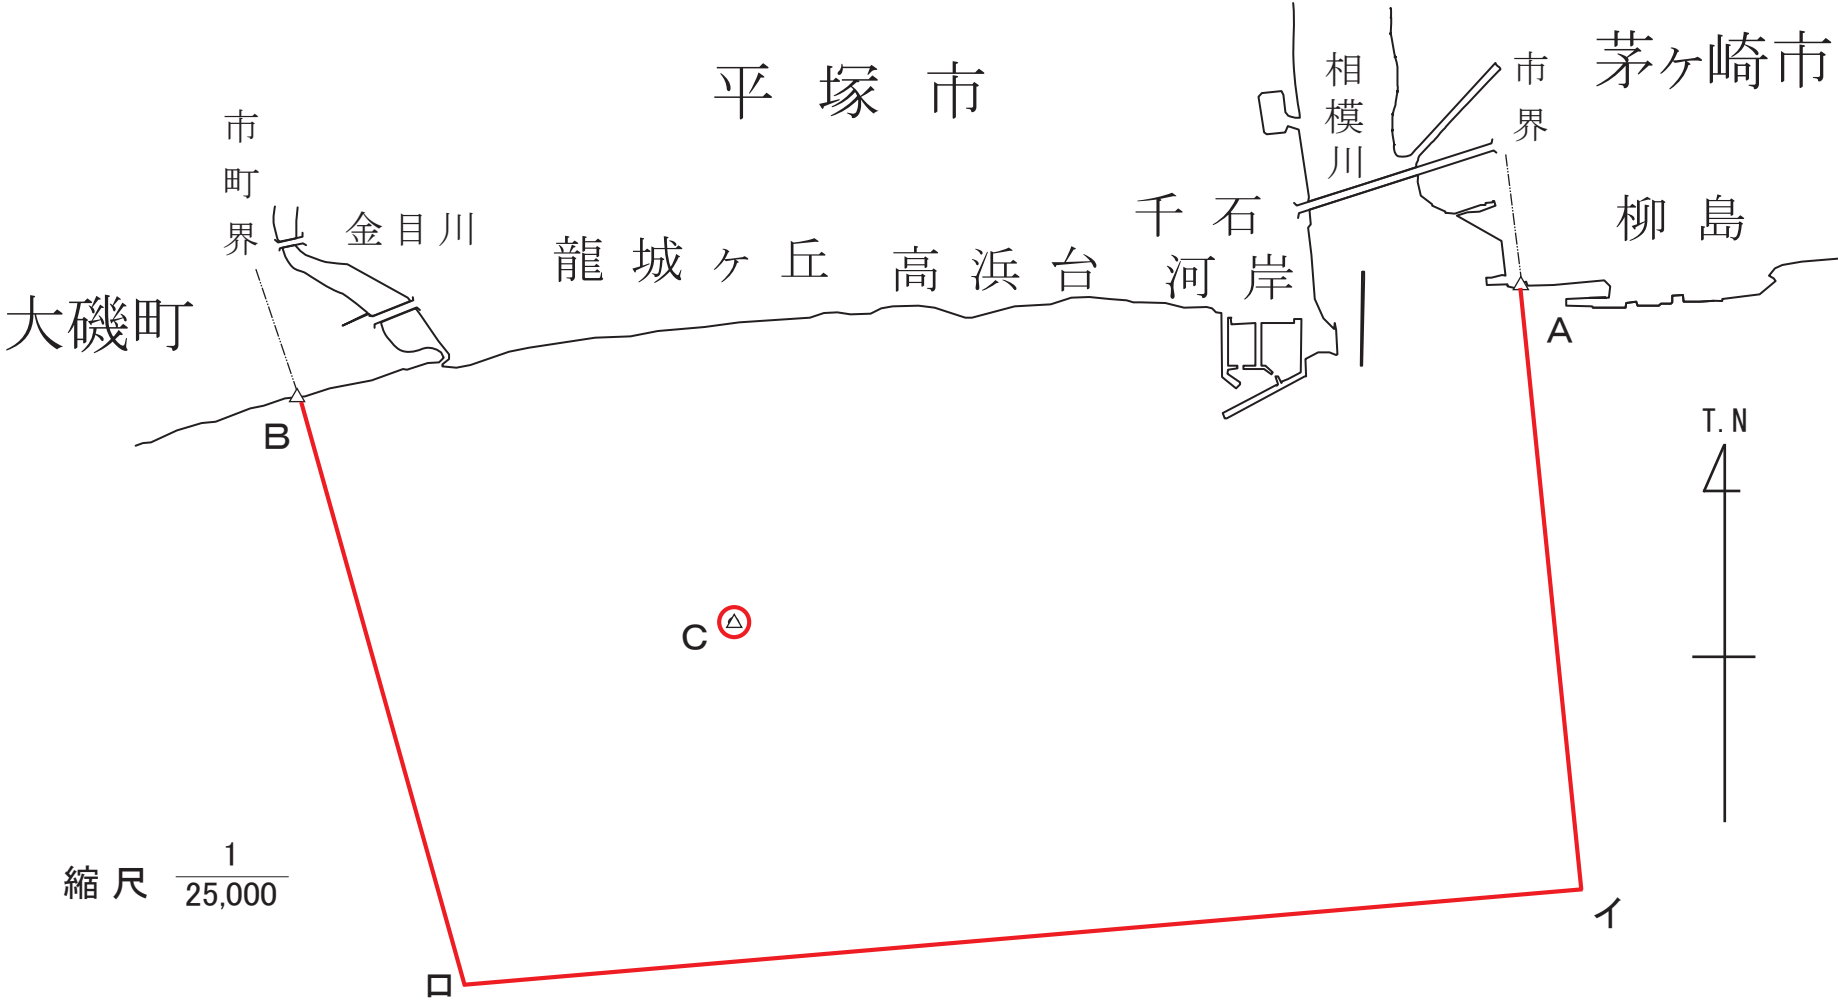 平塚市
茅ヶ崎市
相模川
市界
市町界
金目川
千石
河岸
柳島
龍城ヶ丘
高浜台
大磯町
A
B
T.N
C
縮尺 1/25,000
イ
ロ